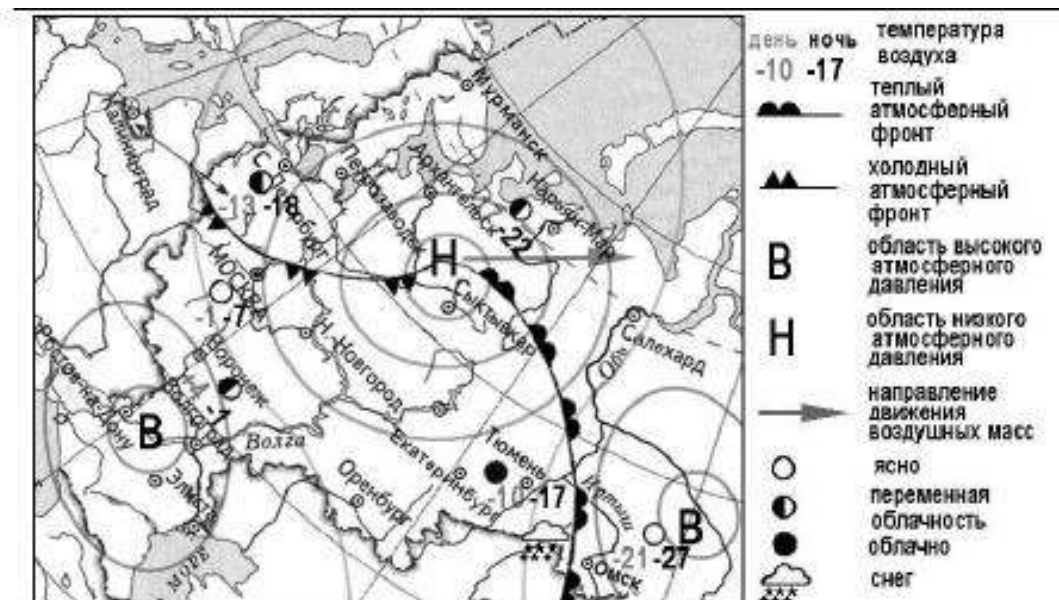 Мурманск
Калининград
С.-Петербург
Петрозаводск
Архангельск
Нарьян-Мар
-13 -18
-22
Н
МОСКВА
-1 -7
Сыктывкар
Салехард
Обь
Н. Новгород
Воронеж
Ростов-на-Дону
Волгоград
В
-1
Волга
Элиста
Екатеринбург
Тюмень
Оренбург
-10 -17
Иртыш
В
-21 -27
Омск
МОРЕ
день ночь
-10 -17
температура
воздуха
теплый
атмосферный
фронт
холодный
атмосферный
фронт
В
область высокого
атмосферного
давления
Н
область низкого
атмосферного
давления
направление
движения
воздушных масс
ясно
переменная
облачность
облачно
снег